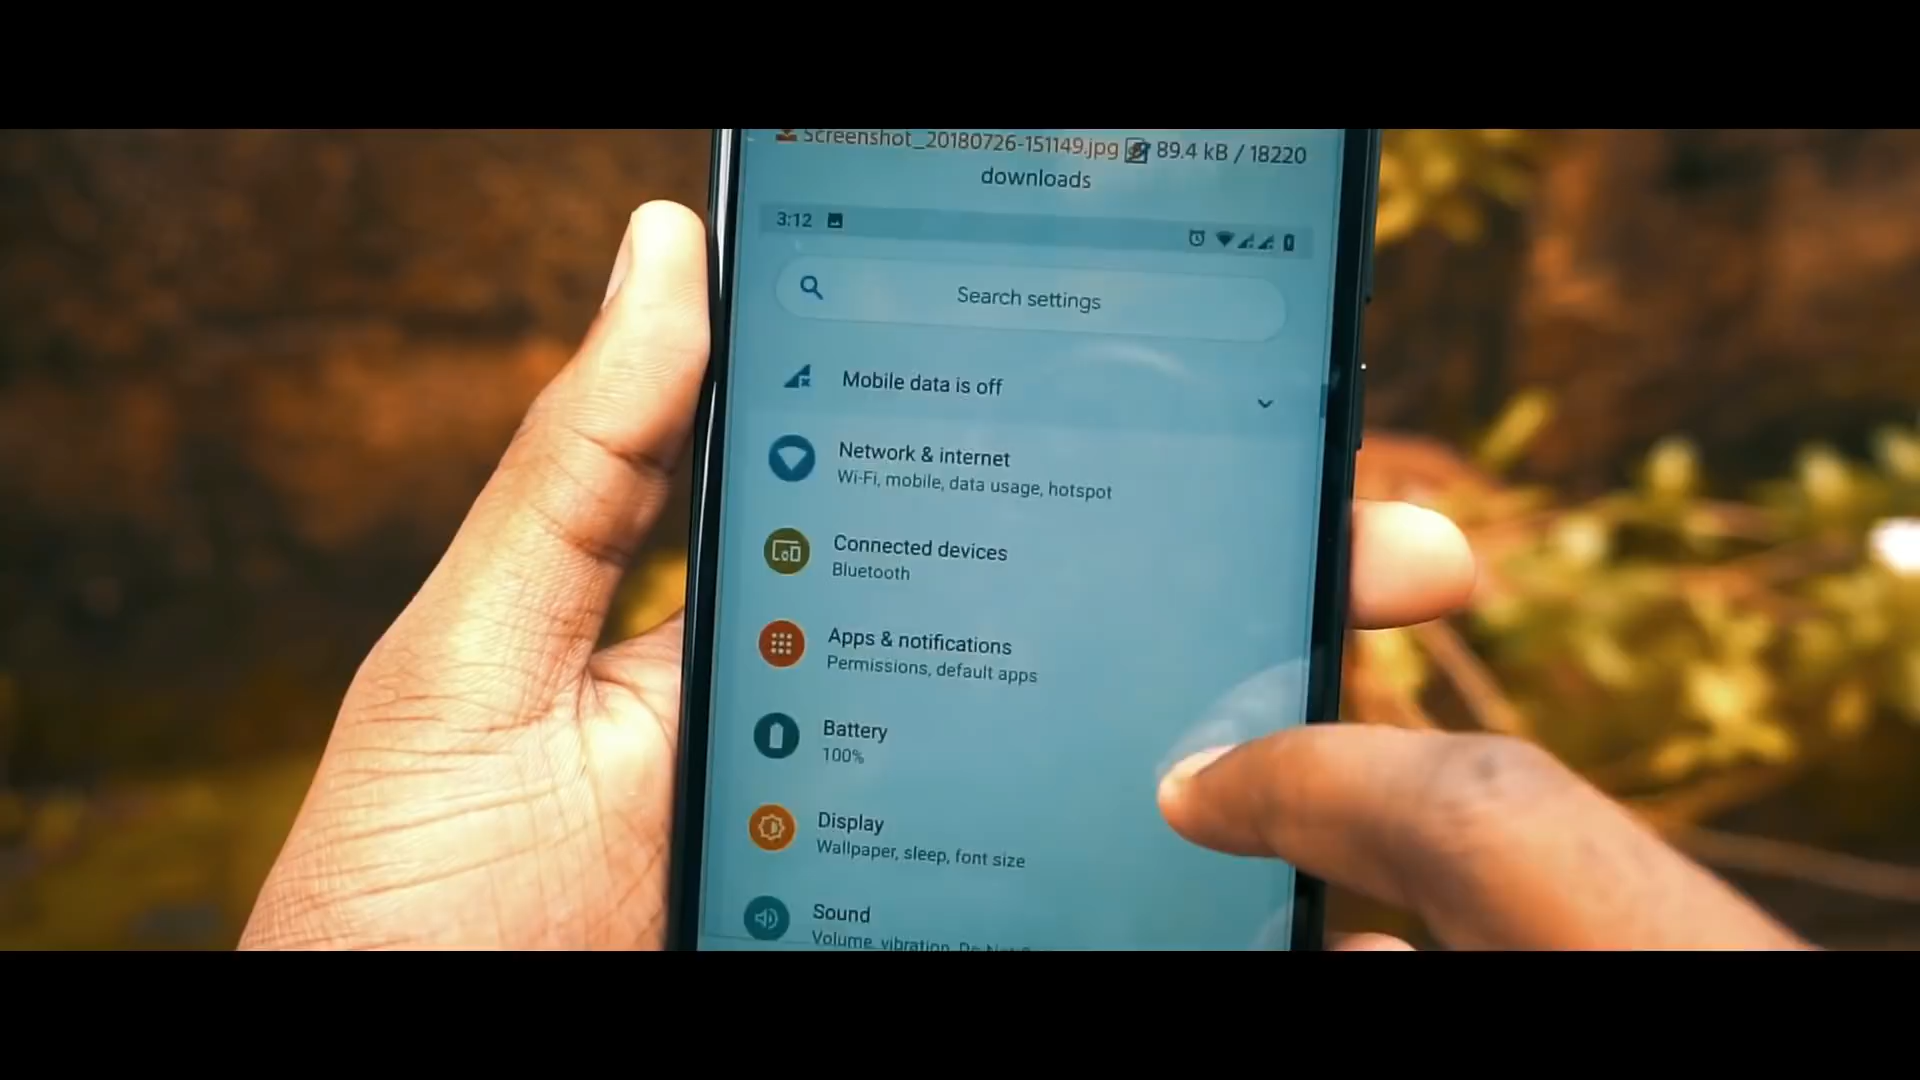 Screenshot_20180726-151149.jpg 89.4 kB / 18220
downloads
3:12
Search settings
Mobile data is off
Network & internet
Wi-Fi, mobile, data usage, hotspot
Connected devices
Bluetooth
Apps & notifications
Permissions, default apps
Battery
100%
Display
Wallpaper, sleep, font size
Sound
Volume, vibration, Do Not